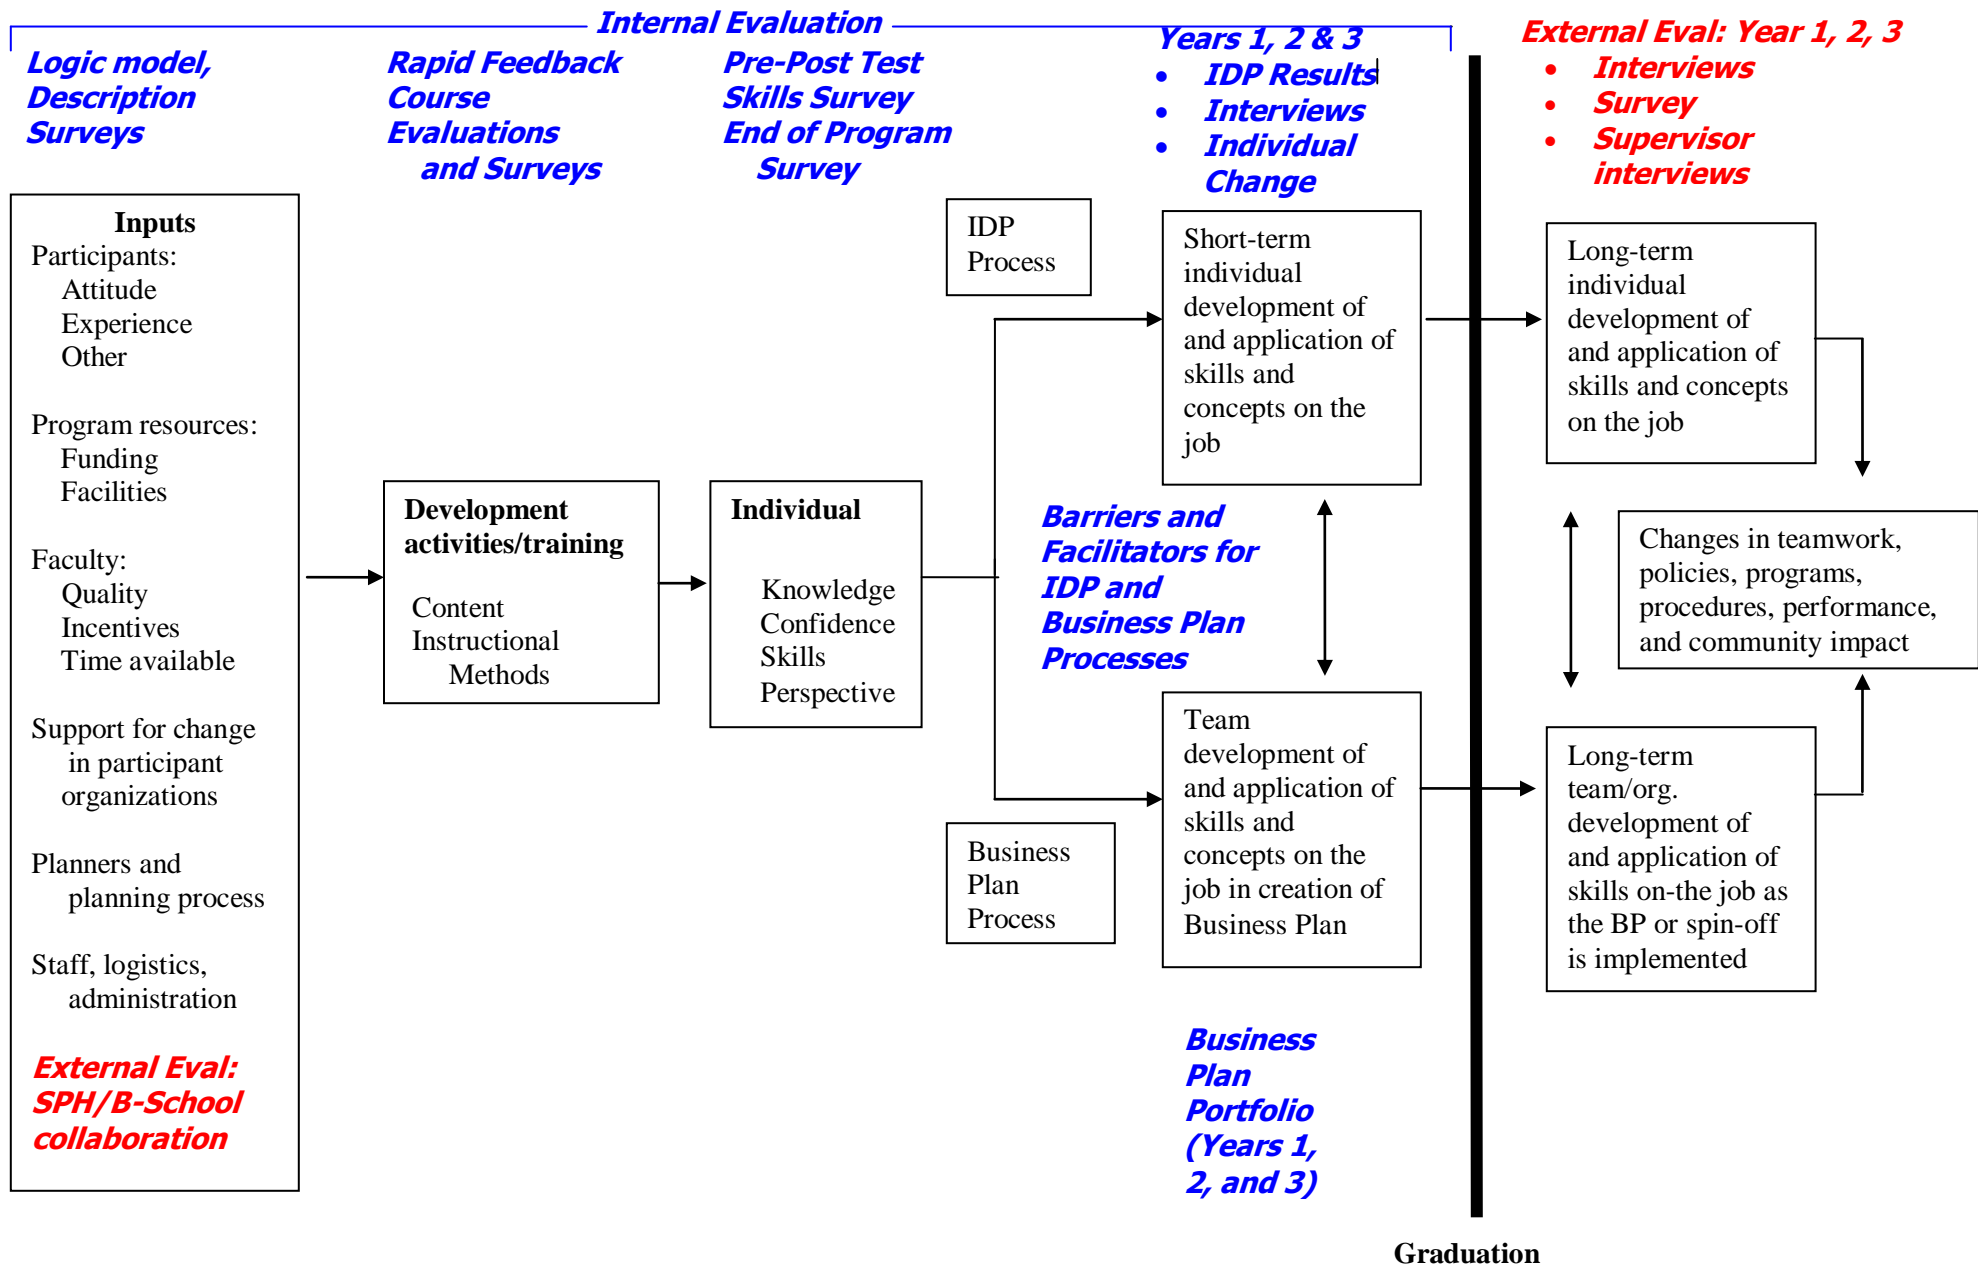 Internal Evaluation
Logic model,
Description
Surveys
Rapid Feedback
Course
Evaluations
and Surveys
Pre-Post Test
Skills Survey
End of Program
Survey
Years 1, 2 & 3
• IDP Results
• Interviews
• Individual
Change
External Eval: Year 1, 2, 3
• Interviews
• Survey
• Supervisor
interviews
Inputs
Participants:
Attitude
Experience
Other
Program resources:
Funding
Facilities
Faculty:
Quality
Incentives
Time available
Support for change
in participant
organizations
Planners and
planning process
Staff, logistics,
administration
External Eval:
SPH/B-School
collaboration
Development
activities/training
Content
Instructional
Methods
Individual
Knowledge
Confidence
Skills
Perspective
IDP
Process
Business
Plan
Process
Short-term
individual
development of
and application of
skills and
concepts on the
job
Barriers and
Facilitators for
IDP and
Business Plan
Processes
Team
development of
and application of
skills and
concepts on the
job in creation of
Business Plan
Business
Plan
Portfolio
(Years 1,
2, and 3)
Long-term
individual
development of
and application of
skills and concepts
on the job
Changes in teamwork,
policies, programs,
procedures, performance,
and community impact
Long-term
team/org.
development of
and application of
skills on-the job as
the BP or spin-off
is implemented
Graduation